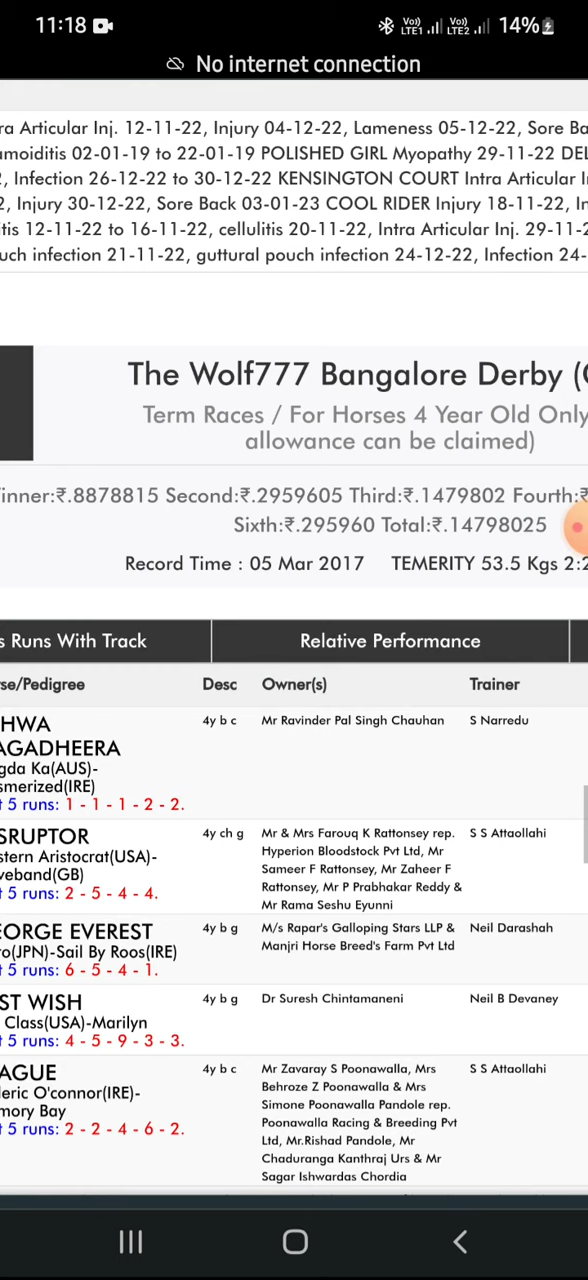 11:18 Vo) LTE1 Vo) LTE2 14%
No internet connection
ra Articular Inj. 12-11-22, Injury 04-12-22, Lameness 05-12-22, Sore Ba
amoiditis 02-01-19 to 22-01-19 POLISHED GIRL Myopathy 29-11-22 DEL
, Infection 26-12-22 to 30-12-22 KENSINGTON COURT Intra Articular I
2, Injury 30-12-22, Sore Back 03-01-23 COOL RIDER Injury 18-11-22, In
tis 12-11-22 to 16-11-22, cellulitis 20-11-22, Intra Articular Inj. 29-11-2
uch infection 21-11-22, guttural pouch infection 24-12-22, Infection 24-
The Wolf777 Bangalore Derby (
Term Races / For Horses 4 Year Old Only
allowance can be claimed)
inner:₹.8878815 Second:₹.2959605 Third:₹.1479802 Fourth:₹
Sixth:₹.295960 Total:₹.14798025
Record Time : 05 Mar 2017 TEMERITY 53.5 Kgs 2:2
s Runs With Track Relative Performance
se/Pedigree Desc Owner(s) Trainer
HWA 4y b c Mr Ravinder Pal Singh Chauhan S Narredu
AGADHEERA
gda Ka(AUS)-
smerized(IRE)
t 5 runs: 1 - 1 - 1 - 2 - 2.
SRUPTOR 4y ch g Mr & Mrs Farouq K Rattonsey rep. S S Attaollahi
stern Aristocrat(USA)- Hyperion Bloodstock Pvt Ltd, Mr
veband(GB) Sameer F Rattonsey, Mr Zaheer F
t 5 runs: 2 - 5 - 4 - 4. Rattonsey, Mr P Prabhakar Reddy &
Mr Rama Seshu Eyunni
EORGE EVEREST 4y b g M/s Rapar's Galloping Stars LLP & Neil Darashah
ro(JPN)-Sail By Roos(IRE) Manjri Horse Breed's Farm Pvt Ltd
t 5 runs: 6 - 5 - 4 - 1.
ST WISH 4y b g Dr Suresh Chintamaneni Neil B Devaney
Class(USA)-Marilyn
t 5 runs: 4 - 5 - 9 - 3 - 3.
AGUE 4y b c Mr Zavaray S Poonawalla, Mrs S S Attaollahi
leric O'connor(IRE)- Behroze Z Poonawalla & Mrs
mory Bay Simone Poonawalla Pandole rep.
t 5 runs: 2 - 2 - 4 - 6 - 2. Poonawalla Racing & Breeding Pvt
Ltd, Mr.Rishad Pandole, Mr
Chaduranga Kanthraj Urs & Mr
Sagar Ishwardas Chordia